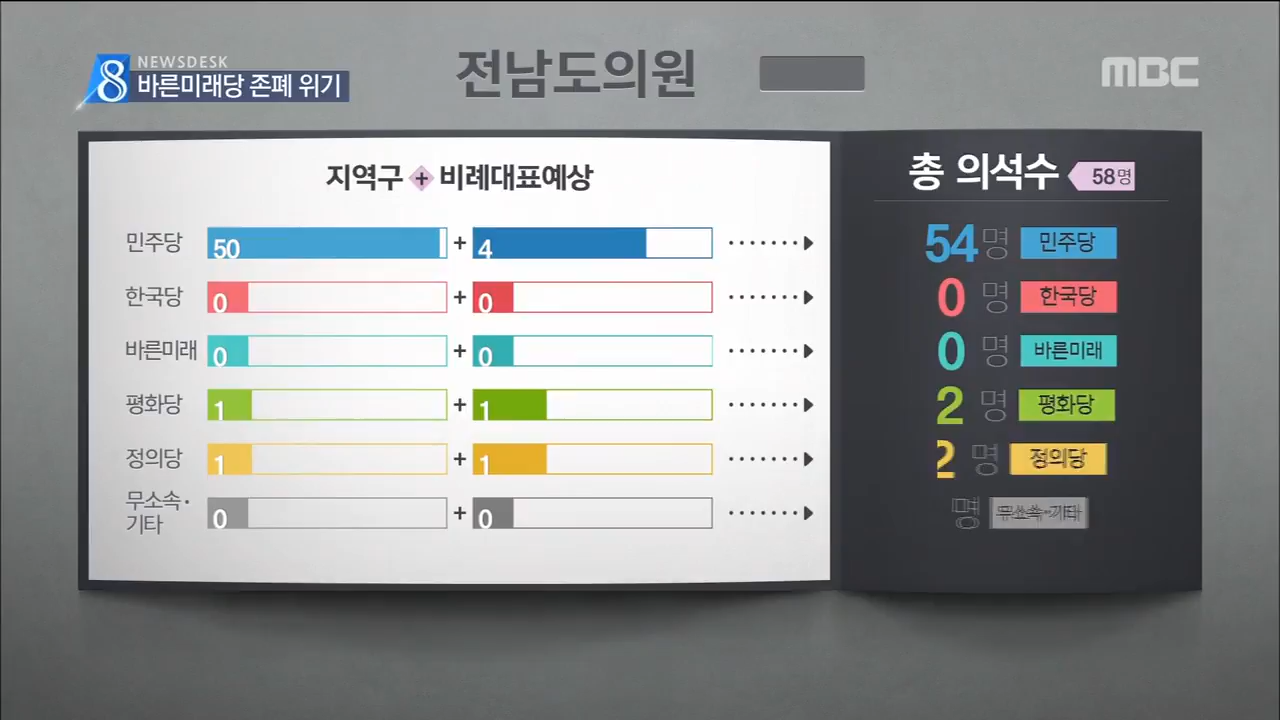 NEWSDESK
8 바른미래당 존폐 위기
전남도의원
MBC
지역구 + 비례대표예상
총 의석수 58명
민주당 50 + 4 54명 민주당
한국당 0 + 0 0명 한국당
바른미래 0 + 0 0명 바른미래
평화당 1 + 1 2명 평화당
정의당 1 + 1 2명 정의당
무소속·
기타 0 + 0 명 무소속·기타